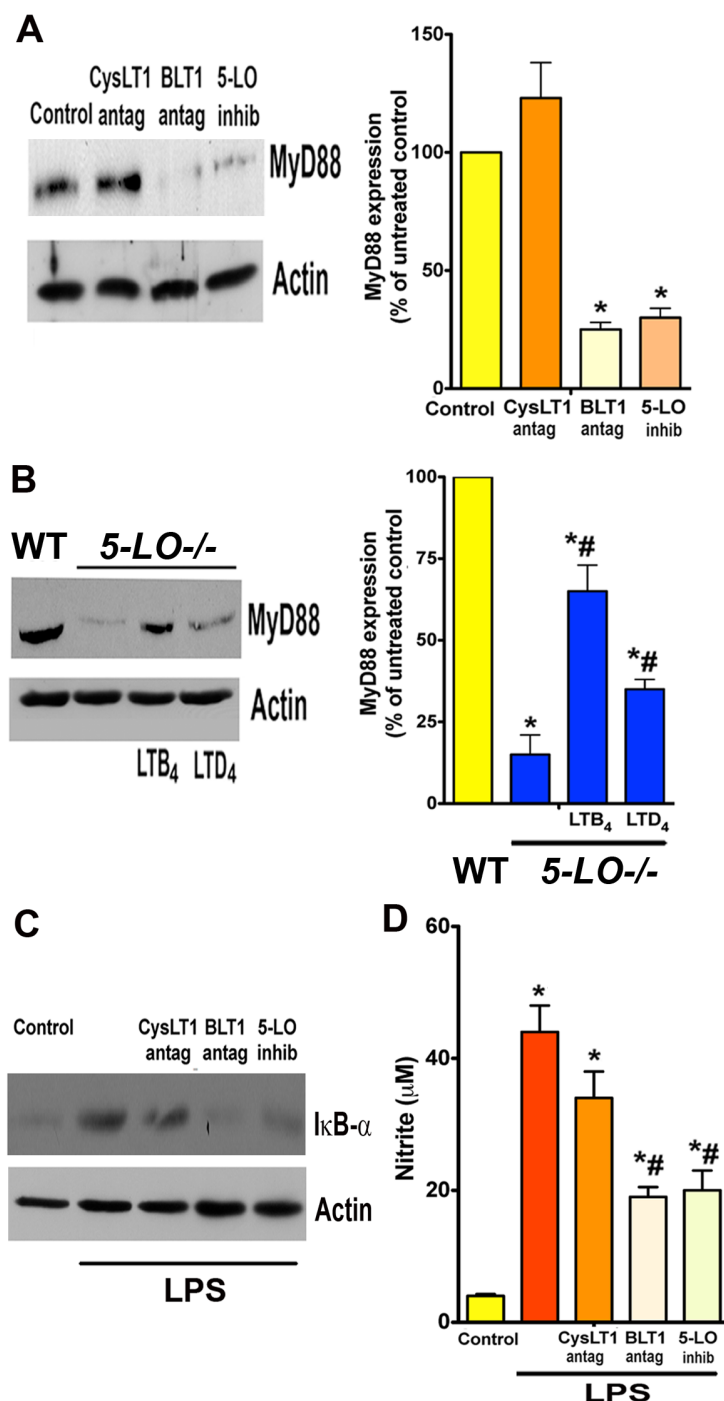 A
CysLT1 BLT1 5-LO
Control antag antag inhib
MyD88
Actin
MyD88 expression
(% of untreated control
150
100
50
0
Control CysLT1 BLT1 5-LO
antag antag inhib
*
*
B
WT 5-LO-/-
MyD88
Actin
LTB4 LTD4
MyD88 expression
(% of untreated control
100
75
50
25
0
*
*#
*#
LTB4 LTD4
WT 5-LO-/-
C
Control CysLT1 BLT1 5-LO
antag antag inhib
IκB-α
Actin
LPS
D
Nitrite (μM)
60
40
20
0
*
*
*#
*#
Control CysLT1 BLT1 5-LO
antag antag inhib
LPS